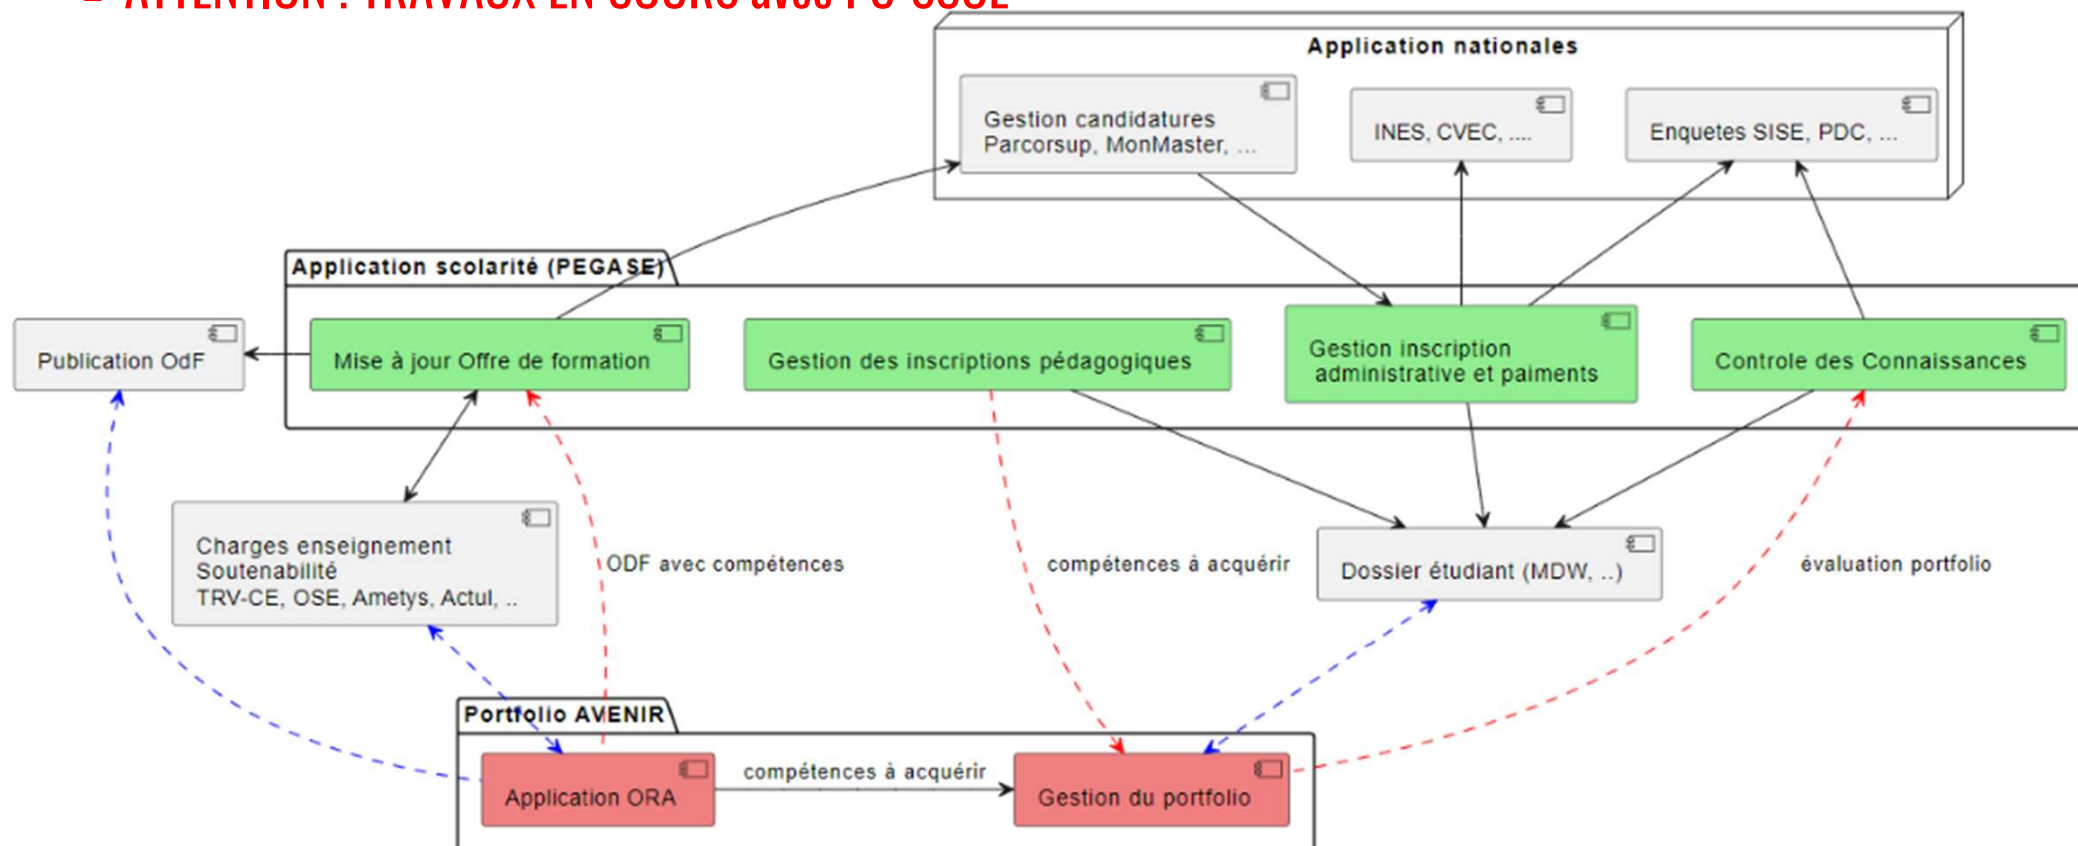 Application nationales
Gestion candidatures
Parcorsup, MonMaster, ...
INES, CVEC, ....
Enquetes SISE, PDC, ...
Application scolarité (PEGASE)
Publication OdF
Mise à jour Offre de formation
Gestion des inscriptions pédagogiques
Gestion inscription
administrative et paiments
Controle des Connaissances
Charges enseignement
Soutenabilité
TRV-CE, OSE, Ametys, Actul, ..
ODF avec compétences
compétences à acquérir
Dossier étudiant (MDW, ..)
évaluation portfolio
Portfolio AVENIR
Application ORA
compétences à acquérir
Gestion du portfolio